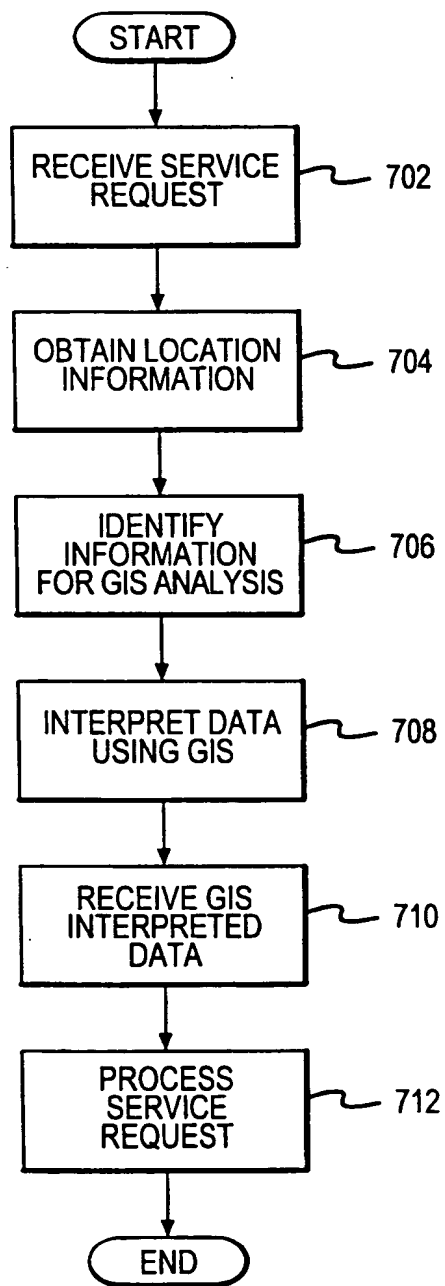 START
RECEIVE SERVICE
REQUEST
702
OBTAIN LOCATION
INFORMATION
704
IDENTIFY
INFORMATION
FOR GIS ANALYSIS
706
INTERPRET DATA
USING GIS
708
RECEIVE GIS
INTERPRETED
DATA
710
PROCESS
SERVICE
REQUEST
712
END